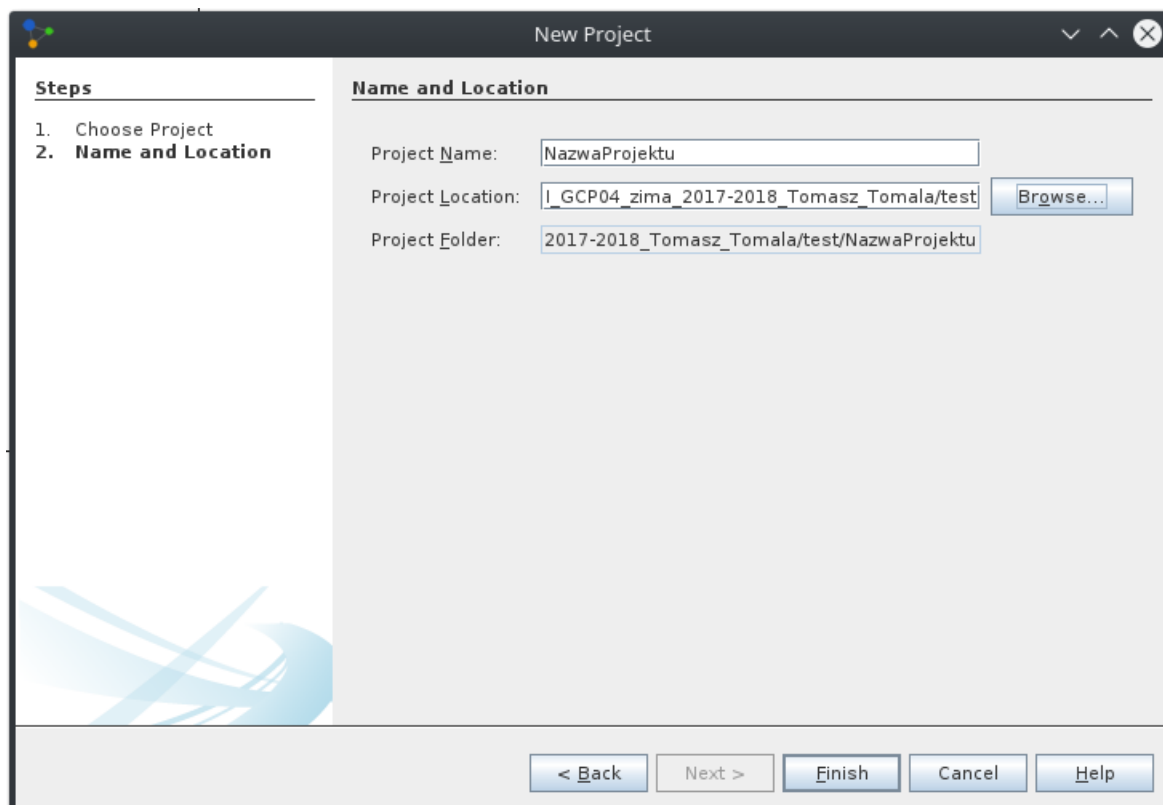 New Project
Steps
1. Choose Project
2. Name and Location
Name and Location
Project Name: NazwaProjektu
Project Location: I_GCP04_zima_2017-2018_Tomasz_Tomala/test Browse...
Project Folder: 2017-2018_Tomasz_Tomala/test/NazwaProjektu
< Back Next > Finish Cancel Help